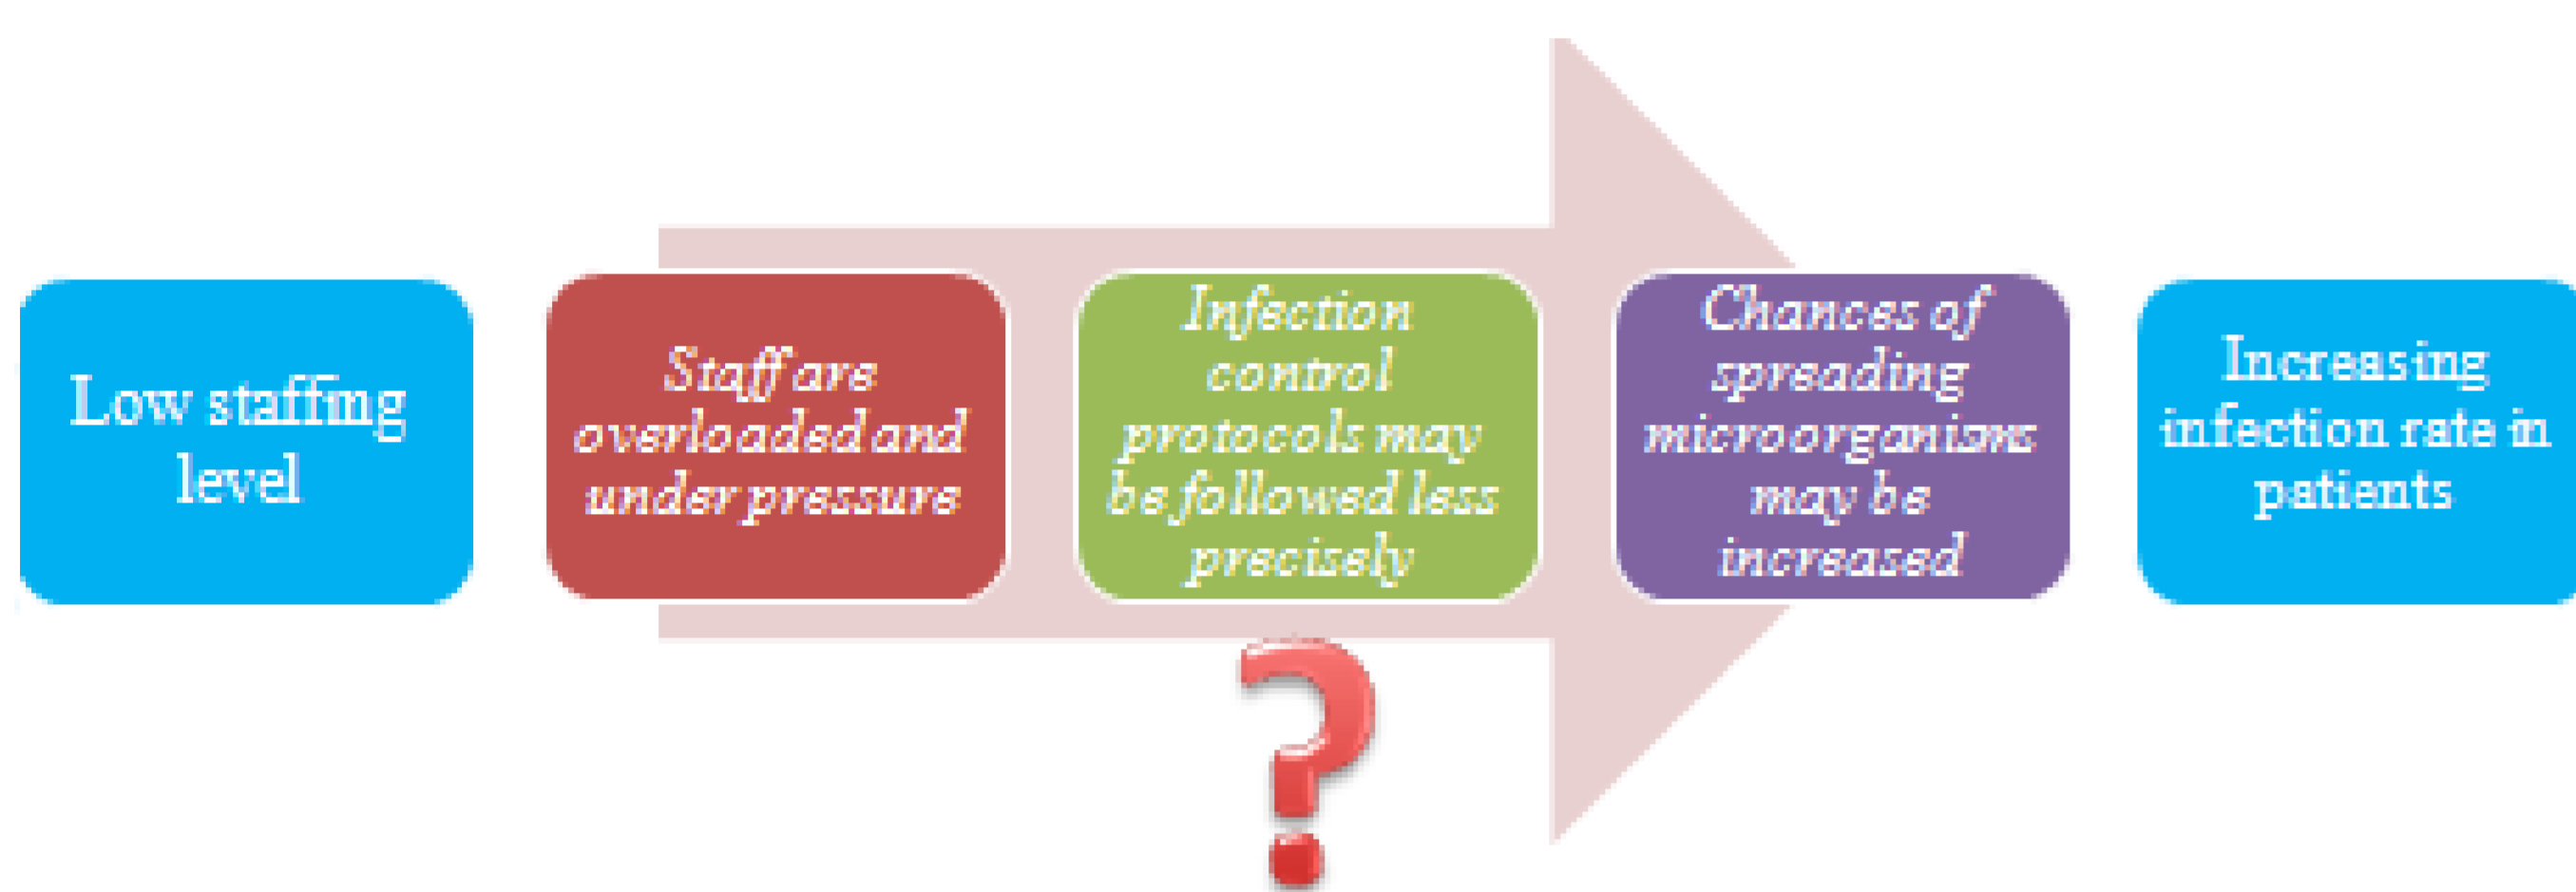 Low staffing
level
Staff are
overloaded and
under pressure
Infection
control
protocols may
be followed less
precisely
Chances of
spreading
microorganisms
may be
increased
Increasing
infection rate in
patients
?